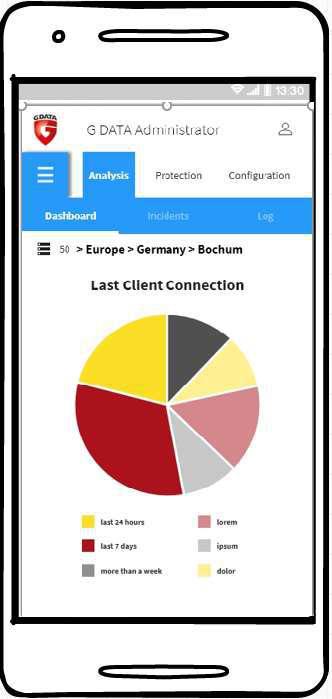 13:30
G DATA
G DATA Administrator
Analysis Protection Configuration
Dashboard Incidents Log
50 > Europe > Germany > Bochum
Last Client Connection
last 24 hours lorem
last 7 days ipsum
more than a week dolor